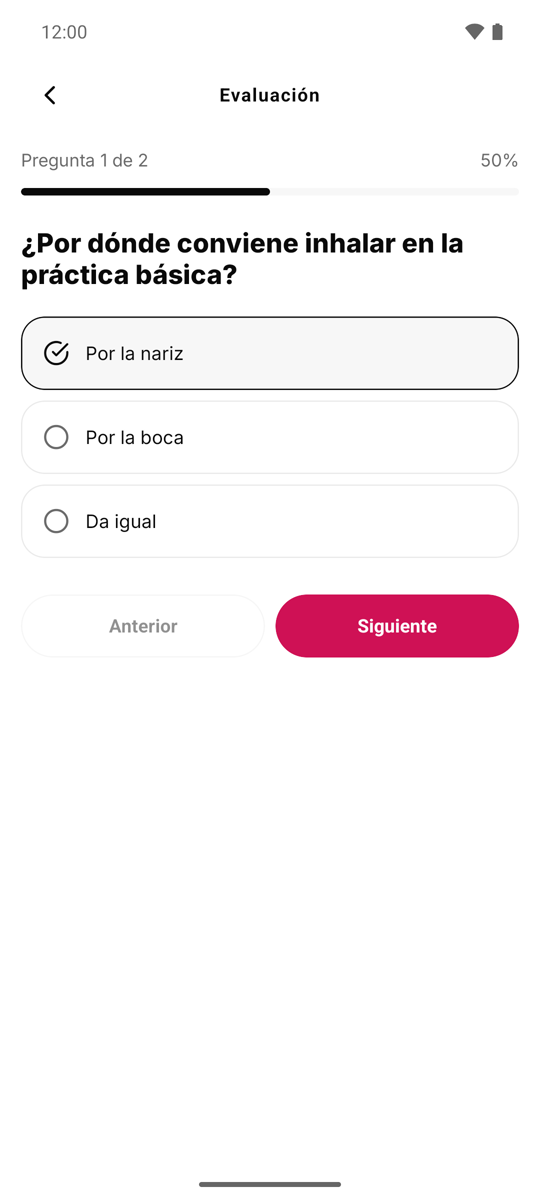 12:00
Evaluación
Pregunta 1 de 2
50%
¿Por dónde conviene inhalar en la
práctica básica?
Por la nariz
Por la boca
Da igual
Anterior
Siguiente